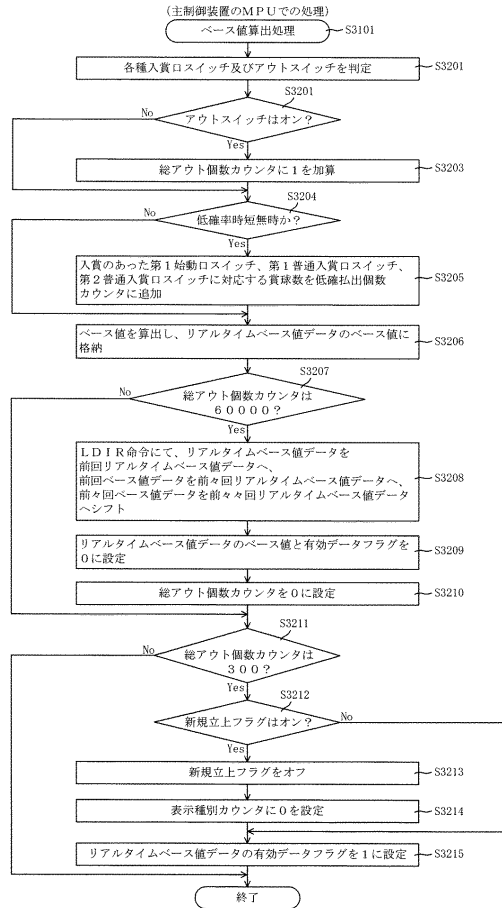 (主制御装置のMPUでの処理)
ベース値算出処理
S3101
各種入賞口スイッチ及びアウトスイッチを判定
S3201
S3201
No
アウトスイッチはオン?
Yes
総アウト個数カウンタに1を加算
S3203
S3204
No
低確率時短無時か?
Yes
入賞のあった第1始動口スイッチ、第1普通入賞口スイッチ、
第2普通入賞口スイッチに対応する賞球数を低確払出個数
カウンタに追加
S3205
ベース値を算出し、リアルタイムベース値データのベース値に
格納
S3206
S3207
No
総アウト個数カウンタは
60000?
Yes
LDIR命令にて、リアルタイムベース値データを
前回リアルタイムベース値データへ、
前回ベース値データを前々回リアルタイムベース値データへ、
前々回ベース値データを前々々回リアルタイムベース値データ
へシフト
S3208
リアルタイムベース値データのベース値と有効データフラグを
0に設定
S3209
総アウト個数カウンタを0に設定
S3210
S3211
No
総アウト個数カウンタは
300?
Yes
S3212
新規立上フラグはオン?
No
Yes
新規立上フラグをオフ
S3213
表示種別カウンタに0を設定
S3214
リアルタイムベース値データの有効データフラグを1に設定
S3215
終了